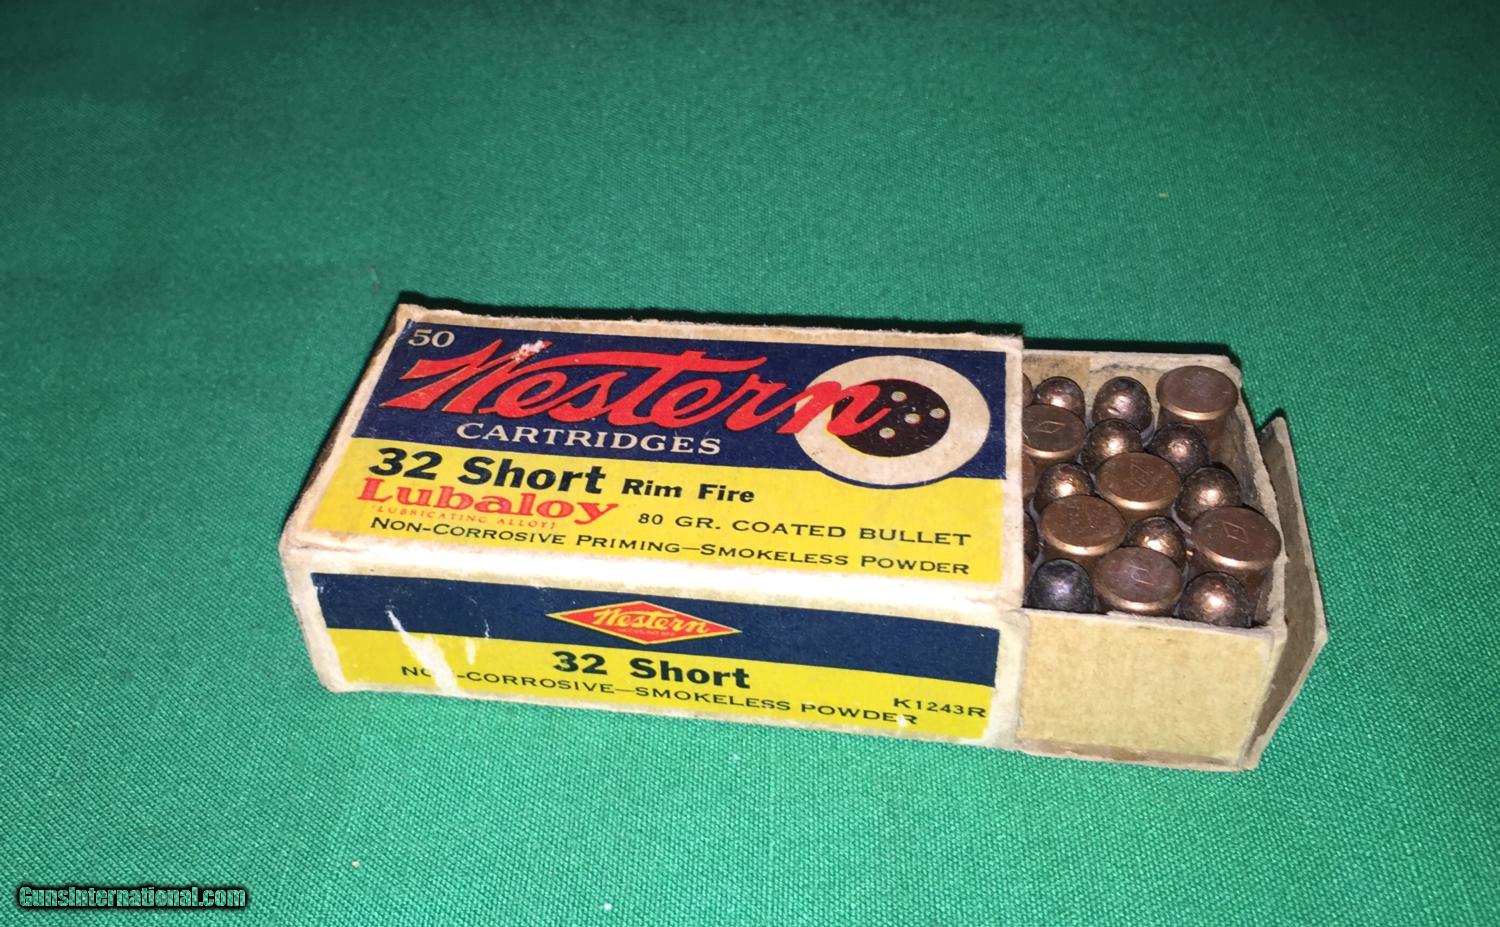 50
Western
CARTRIDGES
32 Short Rim Fire
Lubaloy
(LUBRICATING ALLOY)
80 GR. COATED BULLET
NON-CORROSIVE PRIMING—SMOKELESS POWDER
Western
32 Short
-CORROSIVE—SMOKELESS POWDER
K1243R
GunsInternational.com